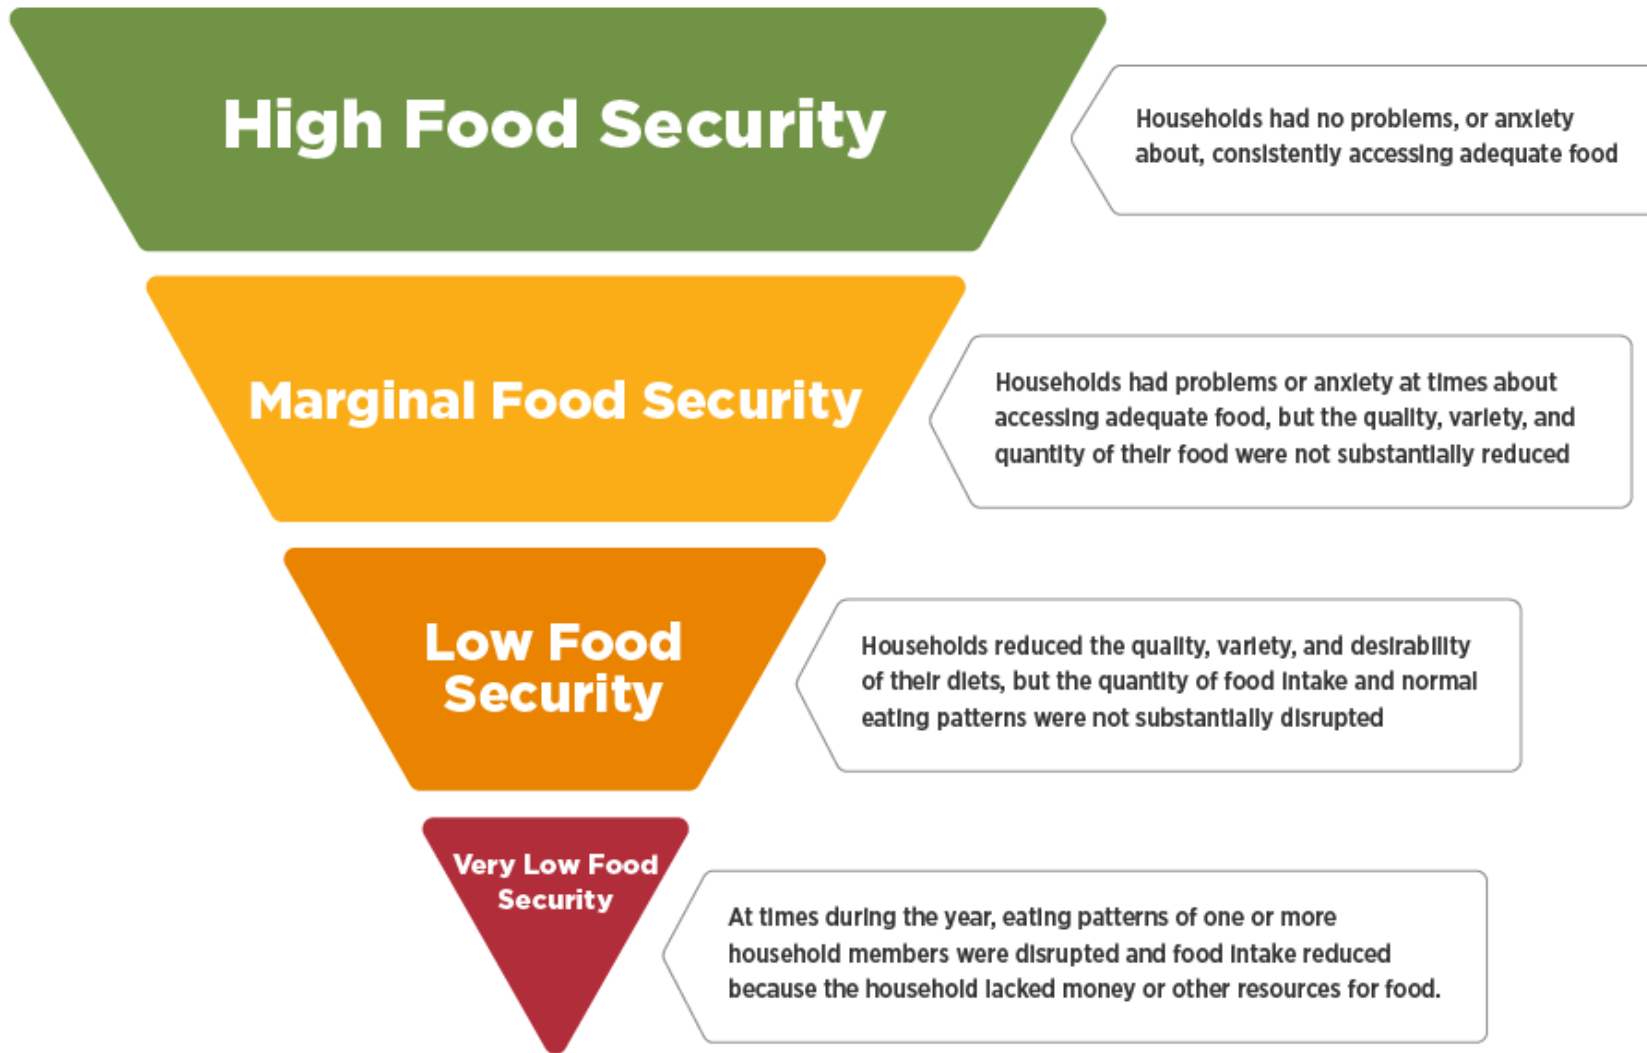 High Food Security
Households had no problems, or anxiety
about, consistently accessing adequate food
Marginal Food Security
Households had problems or anxiety at times about
accessing adequate food, but the quality, variety, and
quantity of their food were not substantially reduced
Low Food
Security
Households reduced the quality, variety, and desirability
of their diets, but the quantity of food intake and normal
eating patterns were not substantially disrupted
Very Low Food
Security
At times during the year, eating patterns of one or more
household members were disrupted and food intake reduced
because the household lacked money or other resources for food.